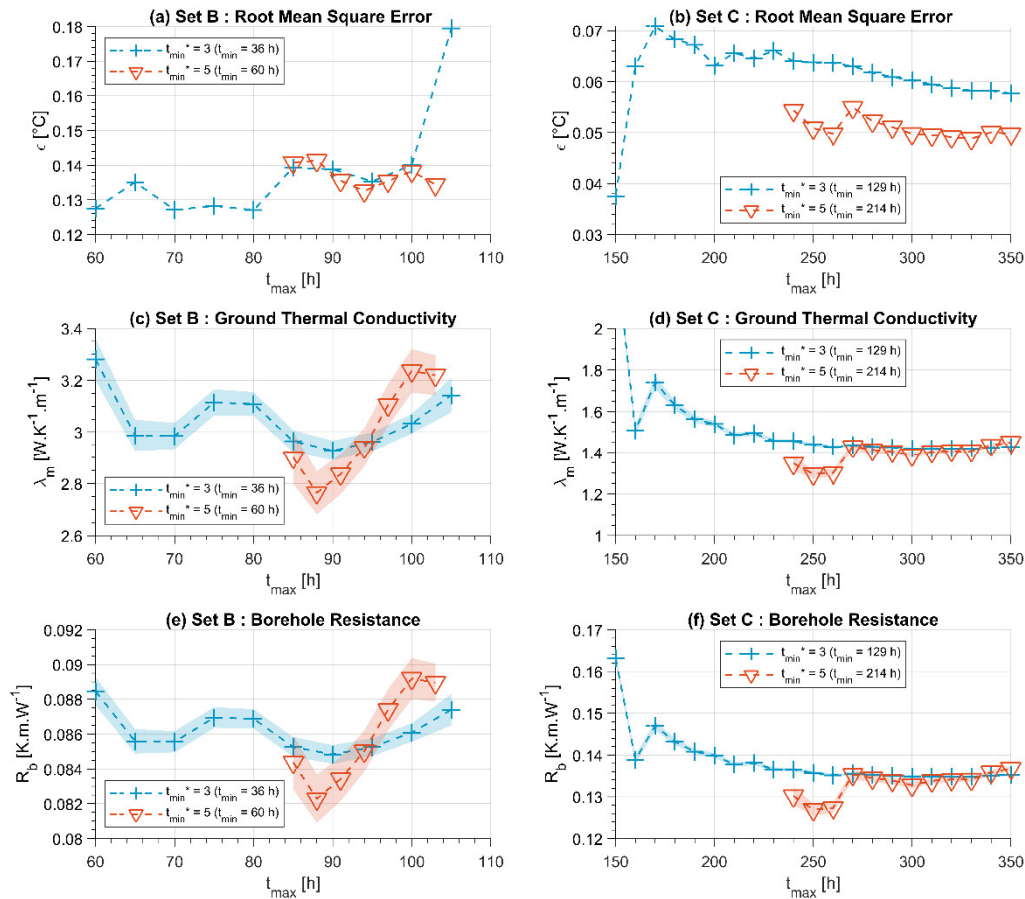 (a) Set B : Root Mean Square Error
0.18
0.17
0.16
0.15
0.14
0.13
0.12
ϵ [°C]
t_min* = 3 (t_min = 36 h)
t_min* = 5 (t_min = 60 h)
60 70 80 90 100 110
t_max [h]
(b) Set C : Root Mean Square Error
0.07
0.06
0.05
0.04
0.03
ϵ [°C]
t_min* = 3 (t_min = 129 h)
t_min* = 5 (t_min = 214 h)
150 200 250 300 350
t_max [h]
(c) Set B : Ground Thermal Conductivity
3.4
3.2
3
2.8
2.6
λ_m [W.K⁻¹.m⁻¹]
t_min* = 3 (t_min = 36 h)
t_min* = 5 (t_min = 60 h)
60 70 80 90 100 110
t_max [h]
(d) Set C : Ground Thermal Conductivity
2
1.8
1.6
1.4
1.2
1
λ_m [W.K⁻¹.m⁻¹]
t_min* = 3 (t_min = 129 h)
t_min* = 5 (t_min = 214 h)
150 200 250 300 350
t_max [h]
(e) Set B : Borehole Resistance
0.092
0.09
0.088
0.086
0.084
0.082
0.08
R_b [K.m.W⁻¹]
t_min* = 3 (t_min = 36 h)
t_min* = 5 (t_min = 60 h)
60 70 80 90 100 110
t_max [h]
(f) Set C : Borehole Resistance
0.17
0.16
0.15
0.14
0.13
0.12
R_b [K.m.W⁻¹]
t_min* = 3 (t_min = 129 h)
t_min* = 5 (t_min = 214 h)
150 200 250 300 350
t_max [h]